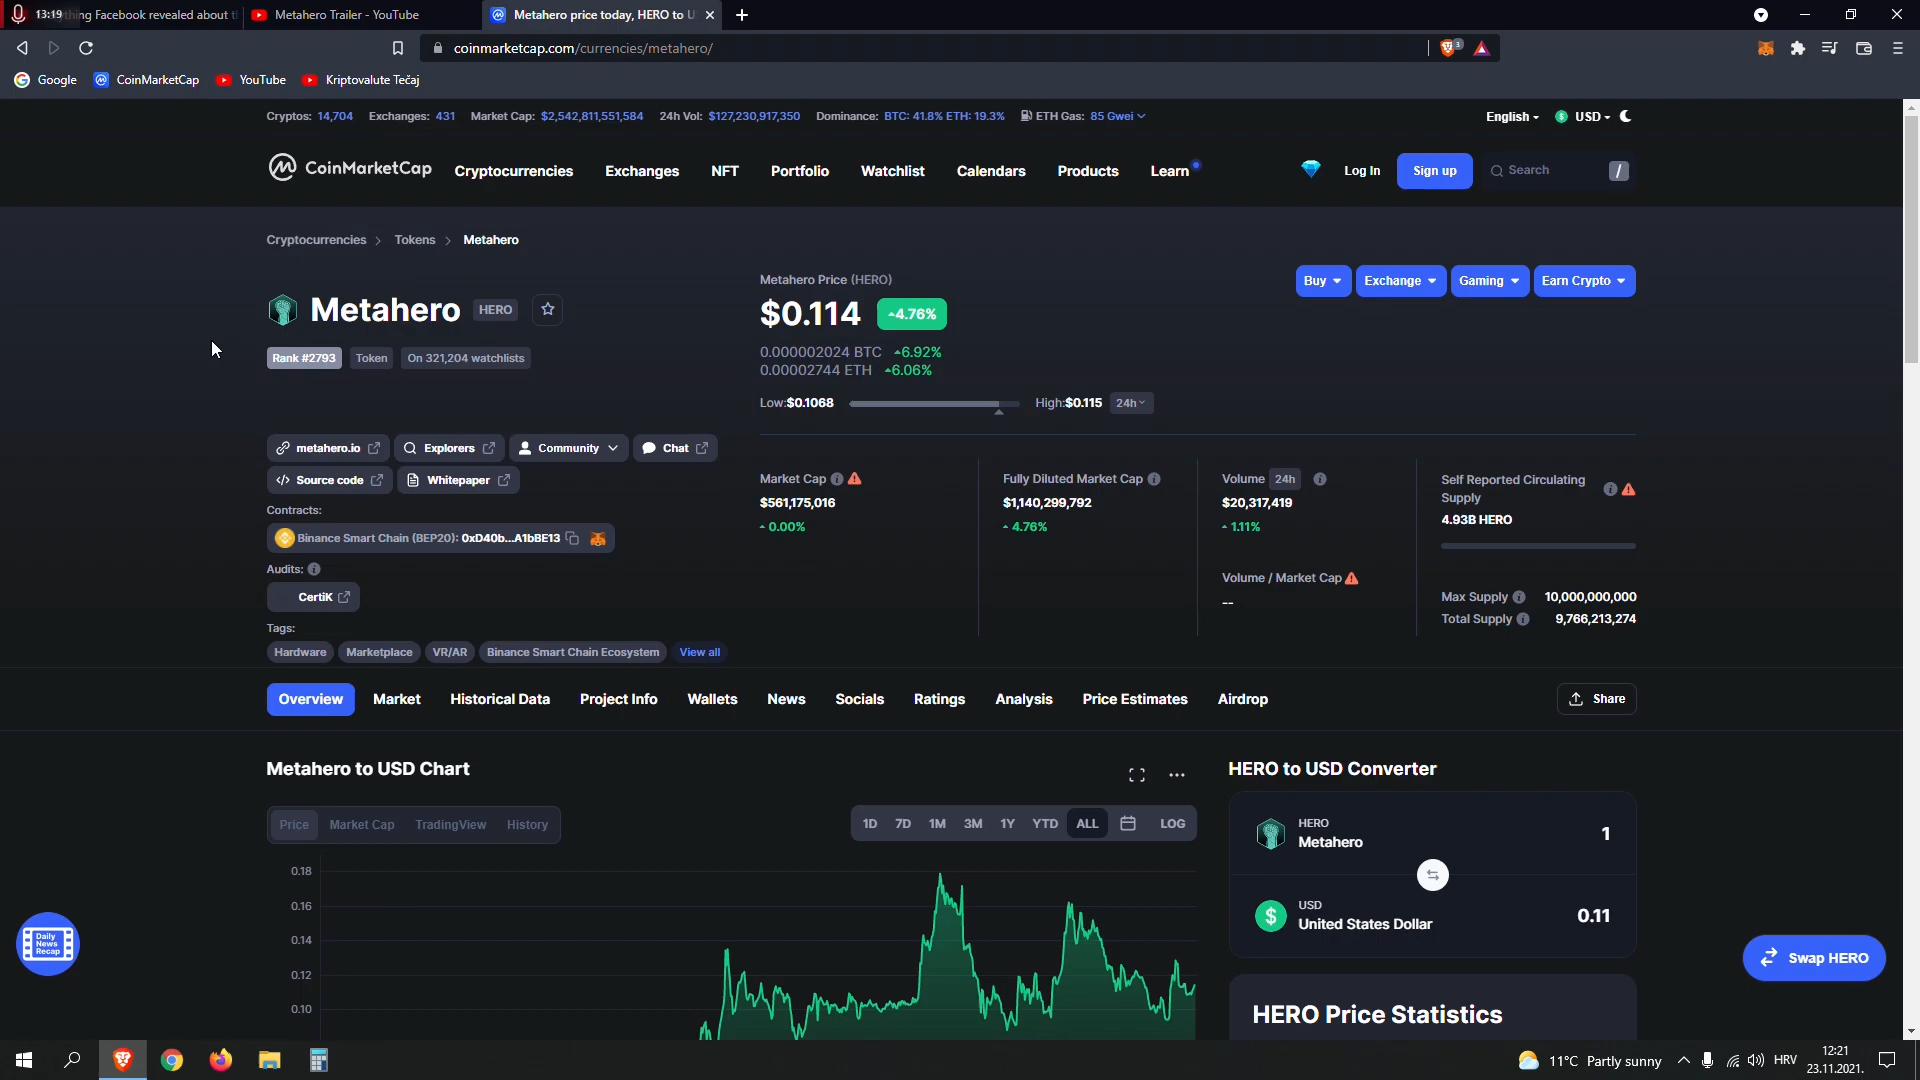 13:19
ing Facebook revealed about t
Metahero Trailer - YouTube
Metahero price today, HERO to U
coinmarketcap.com/currencies/metahero/
3
Google
CoinMarketCap
YouTube
Kriptovalute Tečaj
Cryptos: 14,704 Exchanges: 431 Market Cap: $2,542,811,551,584 24h Vol: $127,230,917,350 Dominance: BTC: 41.8% ETH: 19.3% ETH Gas: 85 Gwei
English USD
CoinMarketCap
Cryptocurrencies Exchanges NFT Portfolio Watchlist Calendars Products Learn
Log In Sign up Search /
Cryptocurrencies > Tokens > Metahero
Metahero HERO
Rank #2793 Token On 321,204 watchlists
Metahero Price (HERO)
$0.114 4.76%
0.000002024 BTC 6.92%
0.00002744 ETH 6.06%
Low:$0.1068 High:$0.115 24h
Buy Exchange Gaming Earn Crypto
metahero.io Explorers Community Chat
Source code Whitepaper
Contracts:
Binance Smart Chain (BEP20): 0xD40b...A1bBE13
Audits:
CertiK
Tags:
Hardware Marketplace VR/AR Binance Smart Chain Ecosystem View all
Market Cap
$561,175,016
0.00%
Fully Diluted Market Cap
$1,140,299,792
4.76%
Volume 24h
$20,317,419
1.11%
Volume / Market Cap
--
Self Reported Circulating
Supply
4.93B HERO
Max Supply 10,000,000,000
Total Supply 9,766,213,274
Overview Market Historical Data Project Info Wallets News Socials Ratings Analysis Price Estimates Airdrop
Share
Metahero to USD Chart
Price Market Cap TradingView History
1D 7D 1M 3M 1Y YTD ALL LOG
0.18
0.16
0.14
0.12
0.10
HERO to USD Converter
HERO
Metahero
1
USD
United States Dollar
0.11
HERO Price Statistics
Daily
News
Recap
Swap HERO
11°C Partly sunny
HRV
12:21
23.11.2021.